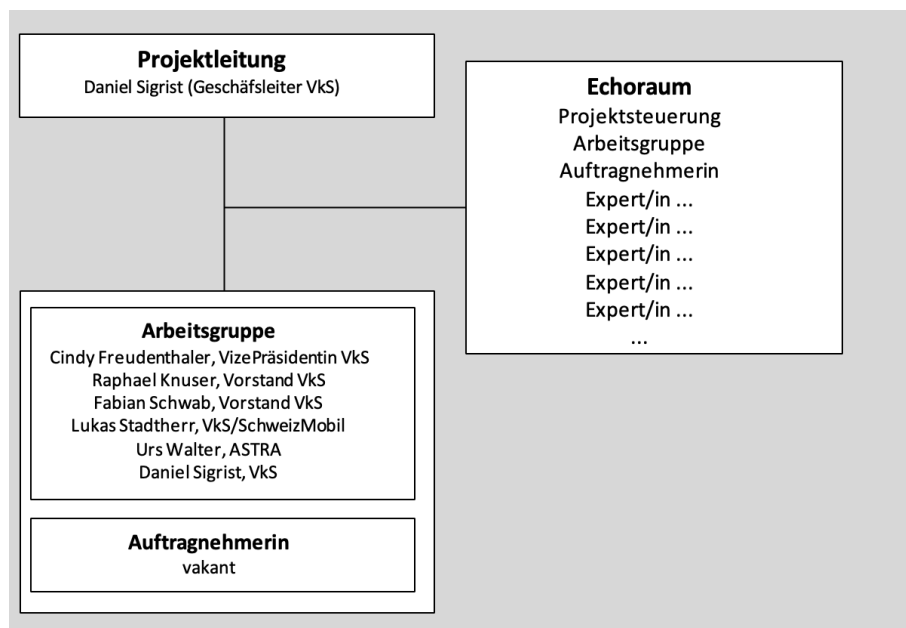 Projektleitung
Daniel Sigrist (Geschäfsleiter VkS)
Echoraum
Projektsteuerung
Arbeitsgruppe
Auftragnehmerin
Expert/in ...
Expert/in ...
Expert/in ...
Expert/in ...
Expert/in ...
...
Arbeitsgruppe
Cindy Freudenthaler, VizePräsidentin VkS
Raphael Knuser, Vorstand VkS
Fabian Schwab, Vorstand VkS
Lukas Stadtherr, VkS/SchweizMobil
Urs Walter, ASTRA
Daniel Sigrist, VkS
Auftragnehmerin
vakant